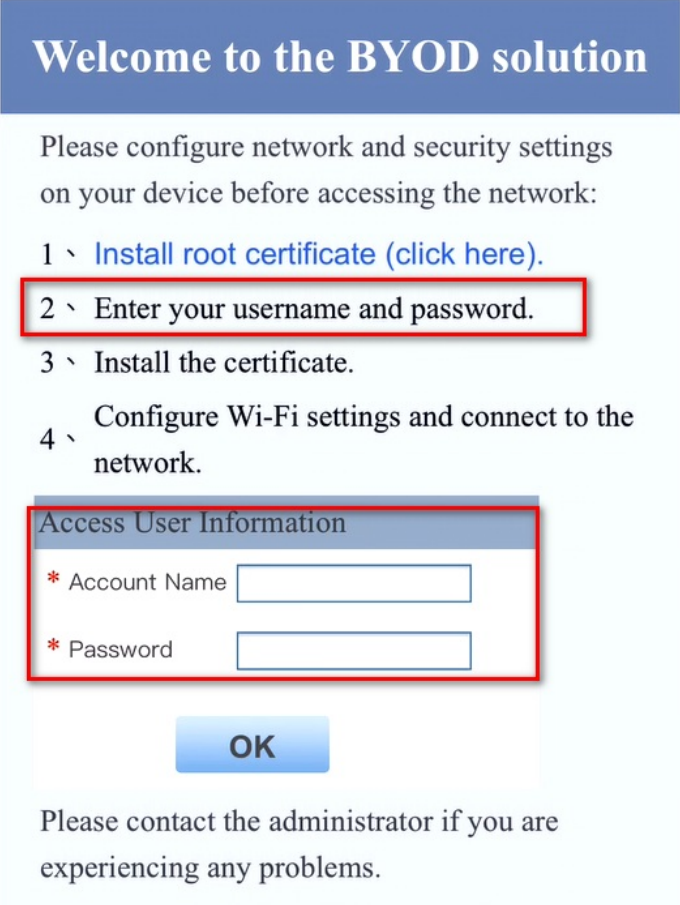 Welcome to the BYOD solution
Please configure network and security settings
on your device before accessing the network:
1、 Install root certificate (click here).
2、 Enter your username and password.
3、 Install the certificate.
4、 Configure Wi-Fi settings and connect to the
network.
Access User Information
* Account Name
* Password
OK
Please contact the administrator if you are
experiencing any problems.